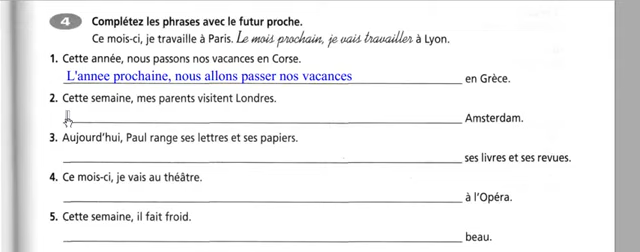 4 Complétez les phrases avec le futur proche.
Ce mois-ci, je travaille à Paris. Le mois prochain, je vais travailler à Lyon.
1. Cette année, nous passons nos vacances en Corse.
L'annee prochaine, nous allons passer nos vacances en Grèce.
2. Cette semaine, mes parents visitent Londres.
Amsterdam.
3. Aujourd'hui, Paul range ses lettres et ses papiers.
ses livres et ses revues.
4. Ce mois-ci, je vais au théâtre.
à l'Opéra.
5. Cette semaine, il fait froid.
beau.